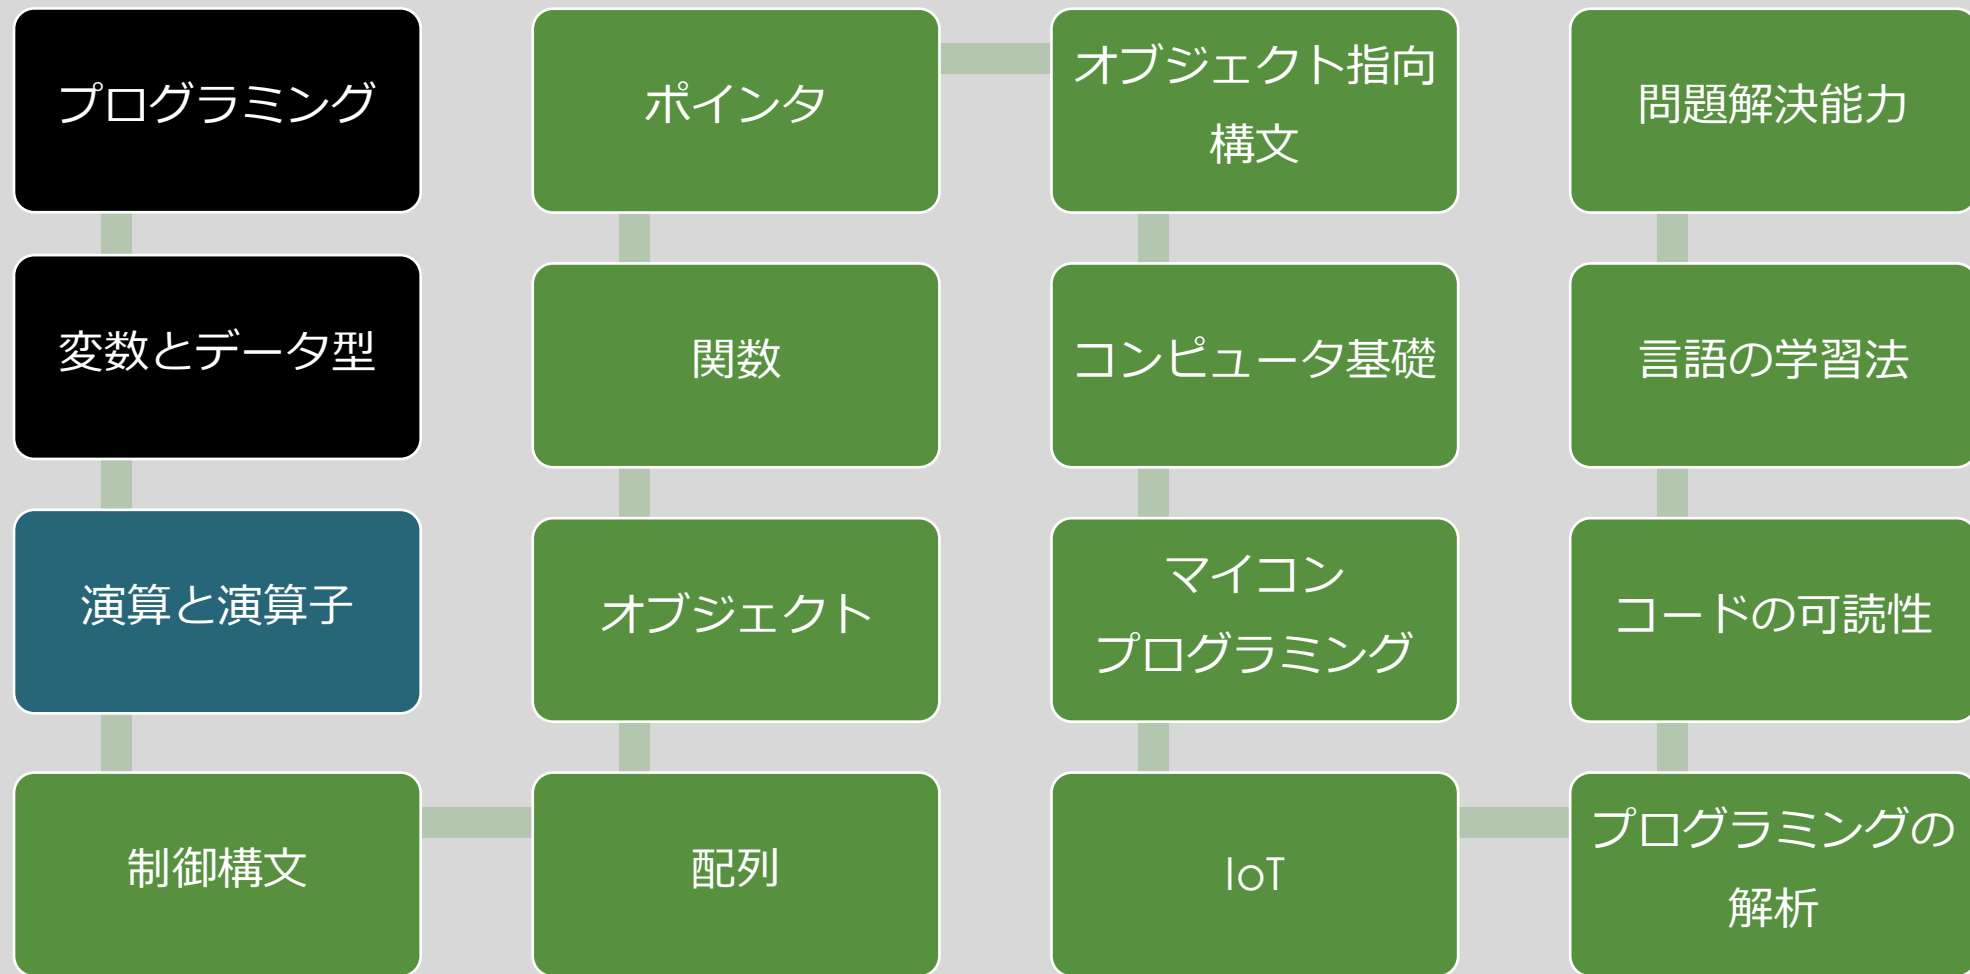 プログラミング
変数とデータ型
演算と演算子
制御構文
配列
オブジェクト
関数
ポインタ
オブジェクト指向
構文
コンピュータ基礎
マイコン
プログラミング
IoT
プログラミングの
解析
コードの可読性
言語の学習法
問題解決能力